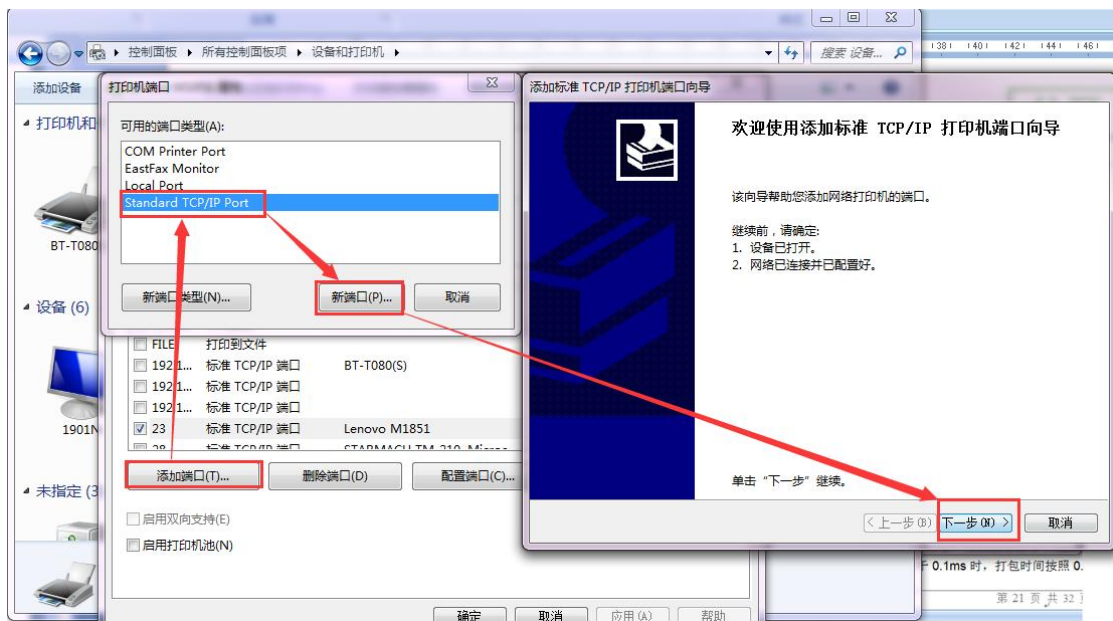 控制面板 ▸ 所有控制面板项 ▸ 设备和打印机 ▸
搜索 设备...
138 140 142 144 146
添加设备
打印机和
BT-T080
设备 (6)
1901N
未指定 (3
打印机端口
可用的端口类型(A):
COM Printer Port
EastFax Monitor
Local Port
Standard TCP/IP Port
新端口类型(N)...
新端口(P)...
取消
FILE 打印到文件
192.1... 标准 TCP/IP 端口 BT-T080(S)
192.1... 标准 TCP/IP 端口
192.1... 标准 TCP/IP 端口
23 标准 TCP/IP 端口 Lenovo M1851
添加端口(T)...
删除端口(D)
配置端口(C)...
启用双向支持(E)
启用打印机池(N)
确定
取消
应用(A)
帮助
添加标准 TCP/IP 打印机端口向导
欢迎使用添加标准 TCP/IP 打印机端口向导
该向导帮助您添加网络打印机的端口。
继续前，请确定:
1. 设备已打开。
2. 网络已连接并已配置好。
单击“下一步”继续。
< 上一步(B)
下一步(N) >
取消
0.1ms 时，打包时间按照 0.
第 21 页 共 32